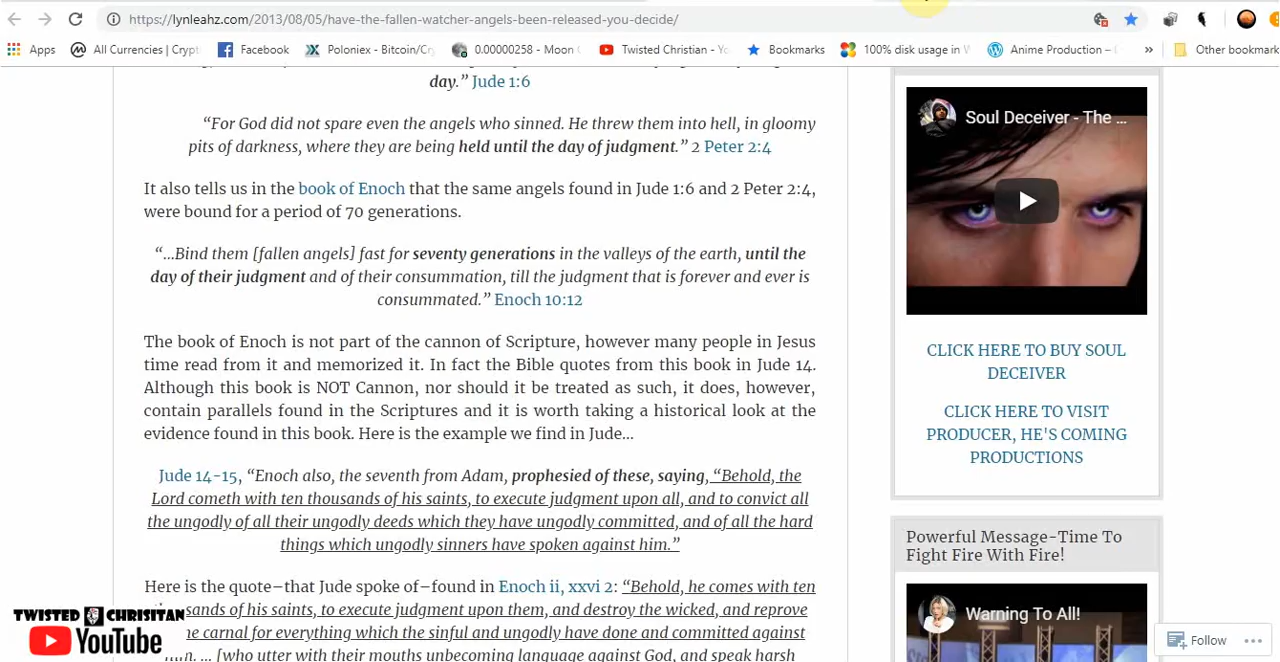 https://lynleahz.com/2013/08/05/have-the-fallen-watcher-angels-been-released-you-decide/
Apps All Currencies | Crypt Facebook Poloniex - Bitcoin/Cry 0.00000258 - Moon Twisted Christian - Yo Bookmarks 100% disk usage in W Anime Production – » Other bookmark
day.” Jude 1:6
“For God did not spare even the angels who sinned. He threw them into hell, in gloomy
pits of darkness, where they are being held until the day of judgment.” 2 Peter 2:4
It also tells us in the book of Enoch that the same angels found in Jude 1:6 and 2 Peter 2:4,
were bound for a period of 70 generations.
“…Bind them [fallen angels] fast for seventy generations in the valleys of the earth, until the
day of their judgment and of their consummation, till the judgment that is forever and ever is
consummated.” Enoch 10:12
The book of Enoch is not part of the cannon of Scripture, however many people in Jesus
time read from it and memorized it. In fact the Bible quotes from this book in Jude 14.
Although this book is NOT Cannon, nor should it be treated as such, it does, however,
contain parallels found in the Scriptures and it is worth taking a historical look at the
evidence found in this book. Here is the example we find in Jude…
Jude 14-15, “Enoch also, the seventh from Adam, prophesied of these, saying, “Behold, the
Lord cometh with ten thousands of his saints, to execute judgment upon all, and to convict all
the ungodly of all their ungodly deeds which they have ungodly committed, and of all the hard
things which ungodly sinners have spoken against him.”
Here is the quote–that Jude spoke of–found in Enoch ii, xxvi 2: “Behold, he comes with ten
sands of his saints, to execute judgment upon them, and destroy the wicked, and reprove
ne carnal for everything which the sinful and ungodly have done and committed against
him. … [who utter with their mouths unbecoming language against God, and speak harsh
TWISTED CHRISITAN
YouTube
Soul Deceiver - The ...
CLICK HERE TO BUY SOUL
DECEIVER
CLICK HERE TO VISIT
PRODUCER, HE'S COMING
PRODUCTIONS
Powerful Message-Time To
Fight Fire With Fire!
Warning To All!
Follow